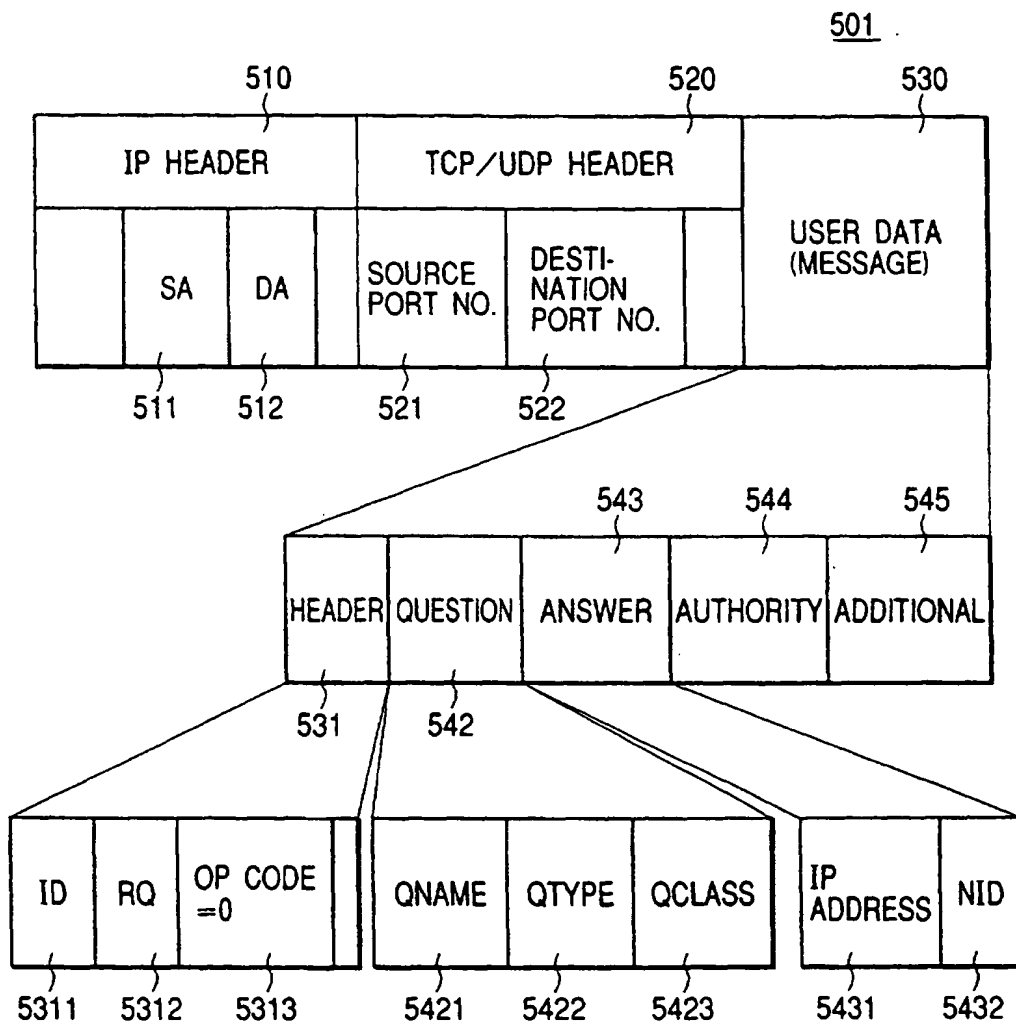 501
510
520
530
IP HEADER
TCP/UDP HEADER
USER DATA
(MESSAGE)
SA
DA
SOURCE
PORT NO.
DESTI-
NATION
PORT NO.
511
512
521
522
543
544
545
HEADER
QUESTION
ANSWER
AUTHORITY
ADDITIONAL
531
542
ID
RQ
OP CODE
=0
QNAME
QTYPE
QCLASS
IP
ADDRESS
NID
5311
5312
5313
5421
5422
5423
5431
5432